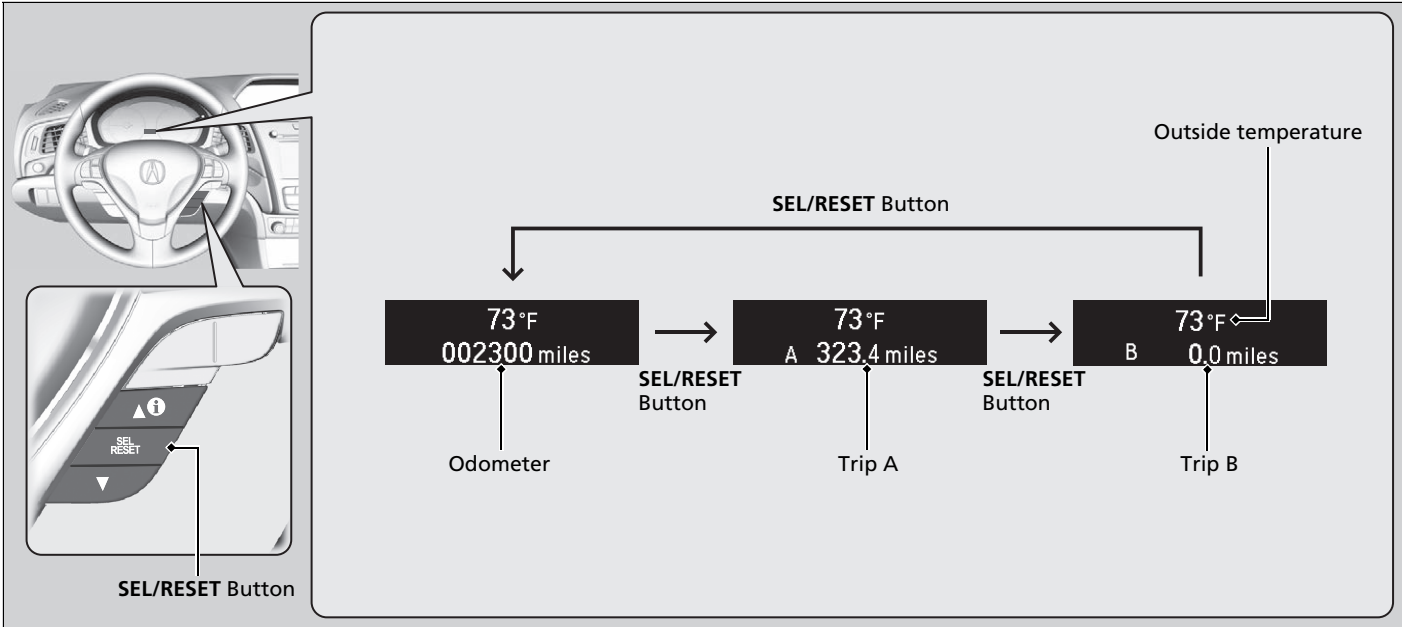 Outside temperature
SEL/RESET Button
73°F
002300 miles
SEL/RESET
Button
73°F
A 323.4 miles
SEL/RESET
Button
73°F
B 0.0 miles
Odometer
Trip A
Trip B
SEL
RESET
SEL/RESET Button